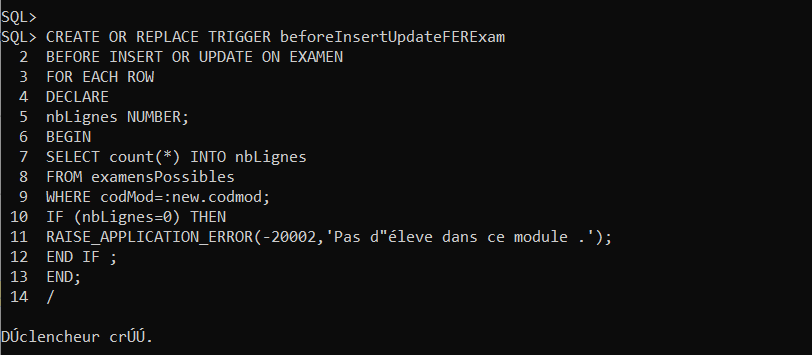 SQL>
SQL> CREATE OR REPLACE TRIGGER beforeInsertUpdateFERExam
2 BEFORE INSERT OR UPDATE ON EXAMEN
3 FOR EACH ROW
4 DECLARE
5 nbLignes NUMBER;
6 BEGIN
7 SELECT count(*) INTO nbLignes
8 FROM examensPossibles
9 WHERE codMod=:new.codmod;
10 IF (nbLignes=0) THEN
11 RAISE_APPLICATION_ERROR(-20002,'Pas d"éleve dans ce module .');
12 END IF ;
13 END;
14 /
DÚclencheur crÚÚ.